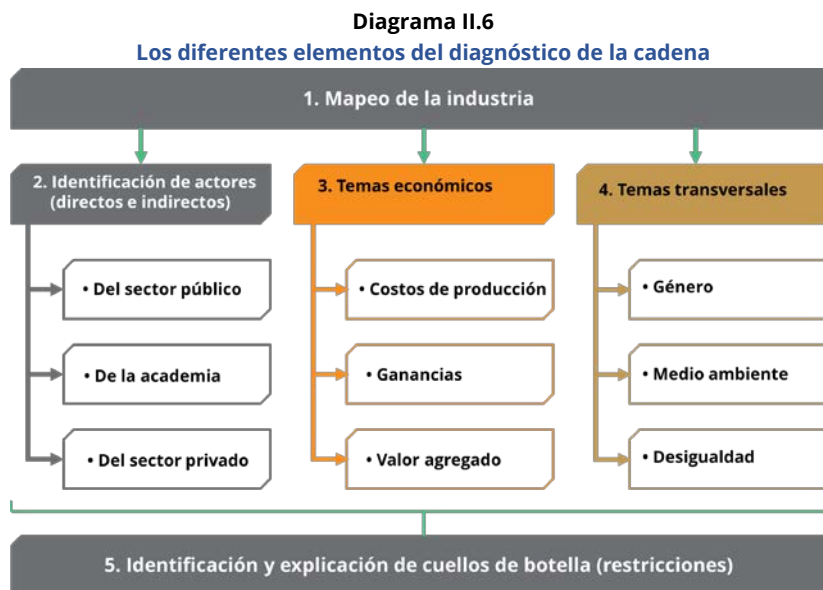 Diagrama II.6
Los diferentes elementos del diagnóstico de la cadena
1. Mapeo de la industria
2. Identificación de actores
(directos e indirectos)
• Del sector público
• De la academia
• Del sector privado
3. Temas económicos
• Costos de producción
• Ganancias
• Valor agregado
4. Temas transversales
• Género
• Medio ambiente
• Desigualdad
5. Identificación y explicación de cuellos de botella (restricciones)